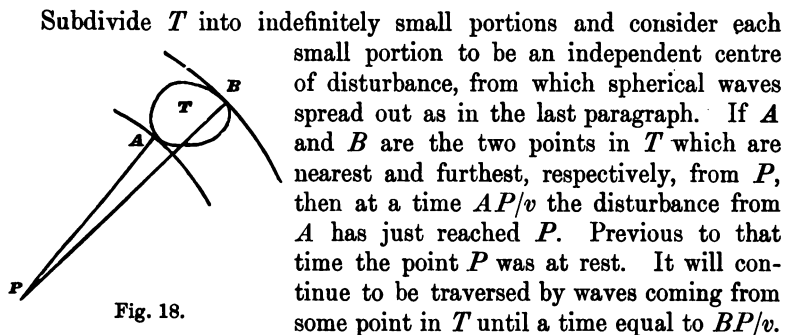 Subdivide T into indefinitely small portions and consider each
small portion to be an independent centre
of disturbance, from which spherical waves
spread out as in the last paragraph. If A
and B are the two points in T which are
nearest and furthest, respectively, from P,
then at a time AP/v the disturbance from
A has just reached P. Previous to that
time the point P was at rest. It will con-
tinue to be traversed by waves coming from
some point in T until a time equal to BP/v.
B
T
A
P
Fig. 18.